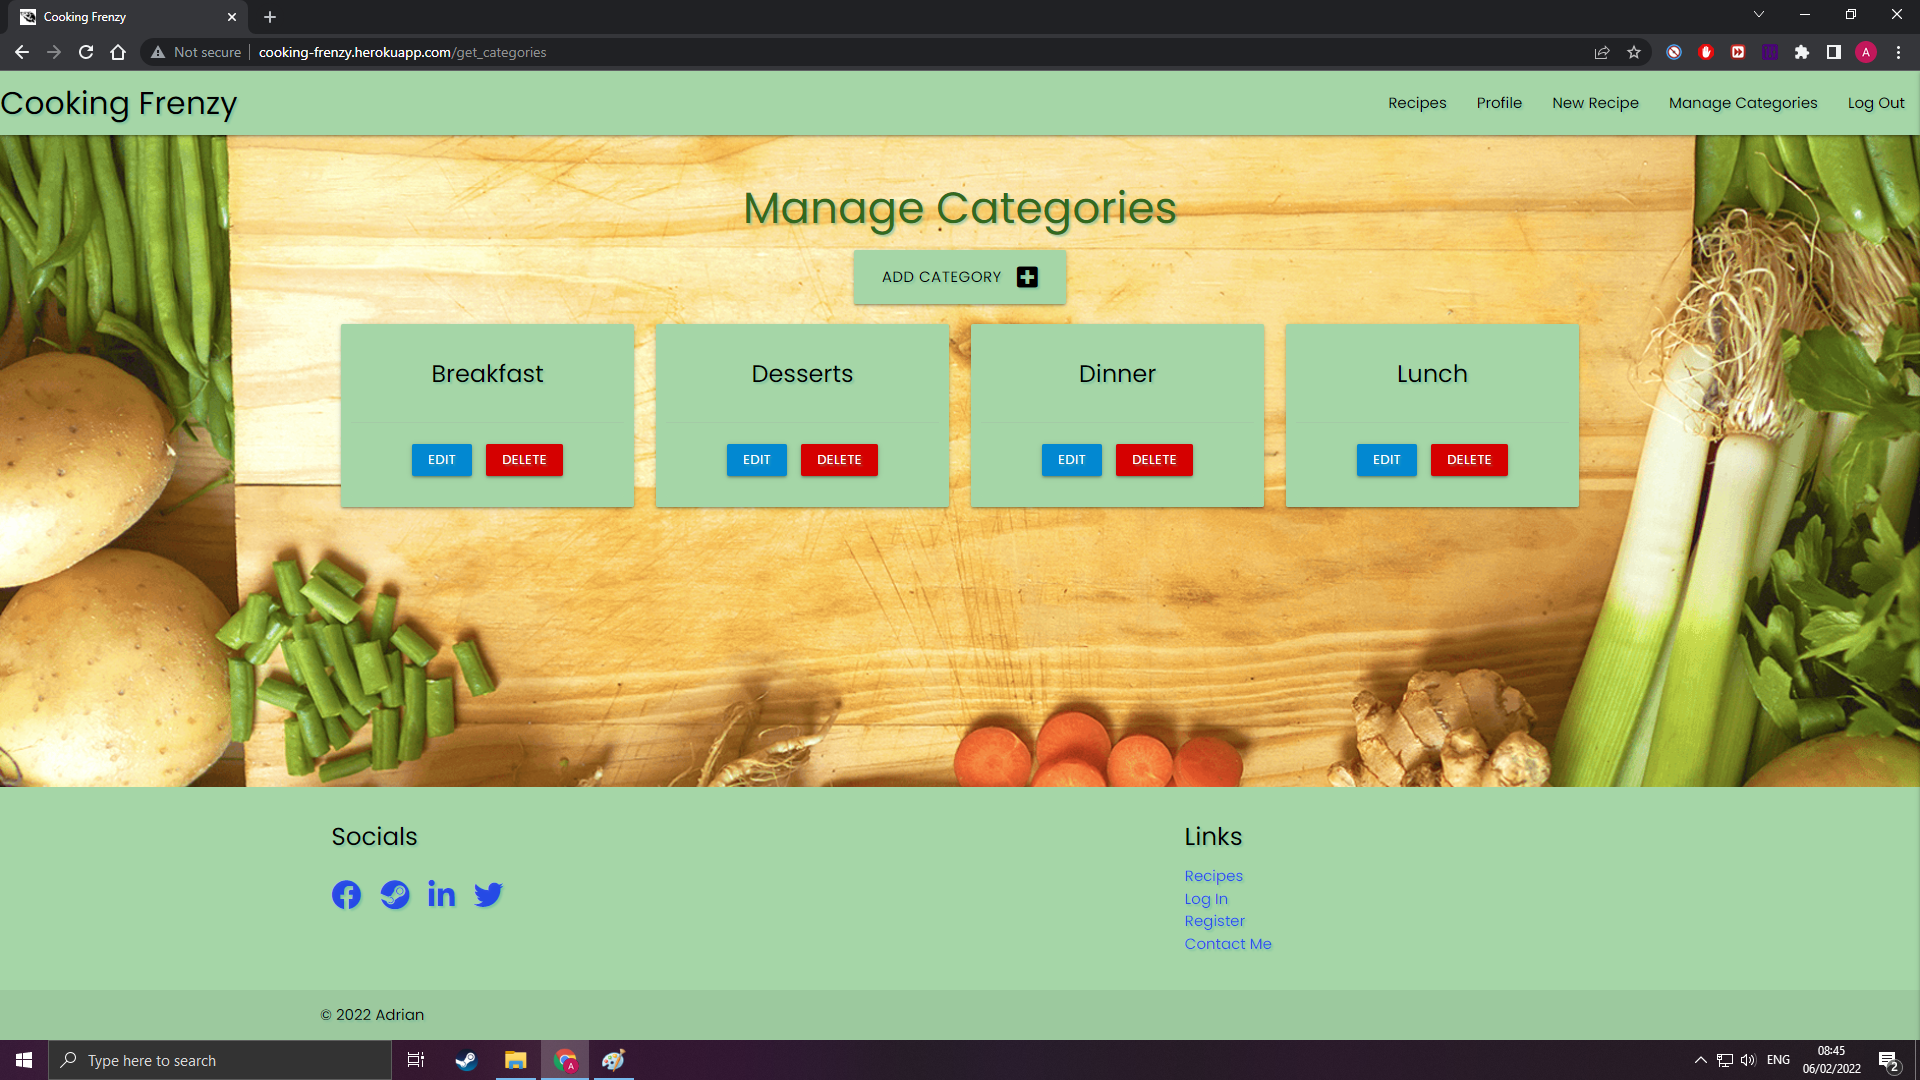 Cooking Frenzy
Not secure cooking-frenzy.herokuapp.com/get_categories
A
Cooking Frenzy
Recipes Profile New Recipe Manage Categories Log Out
Manage Categories
ADD CATEGORY
Breakfast Desserts Dinner Lunch
EDIT DELETE EDIT DELETE EDIT DELETE EDIT DELETE
Socials
Links
Recipes
Log In
Register
Contact Me
© 2022 Adrian
Type here to search
A
ENG
08:45
06/02/2022
2